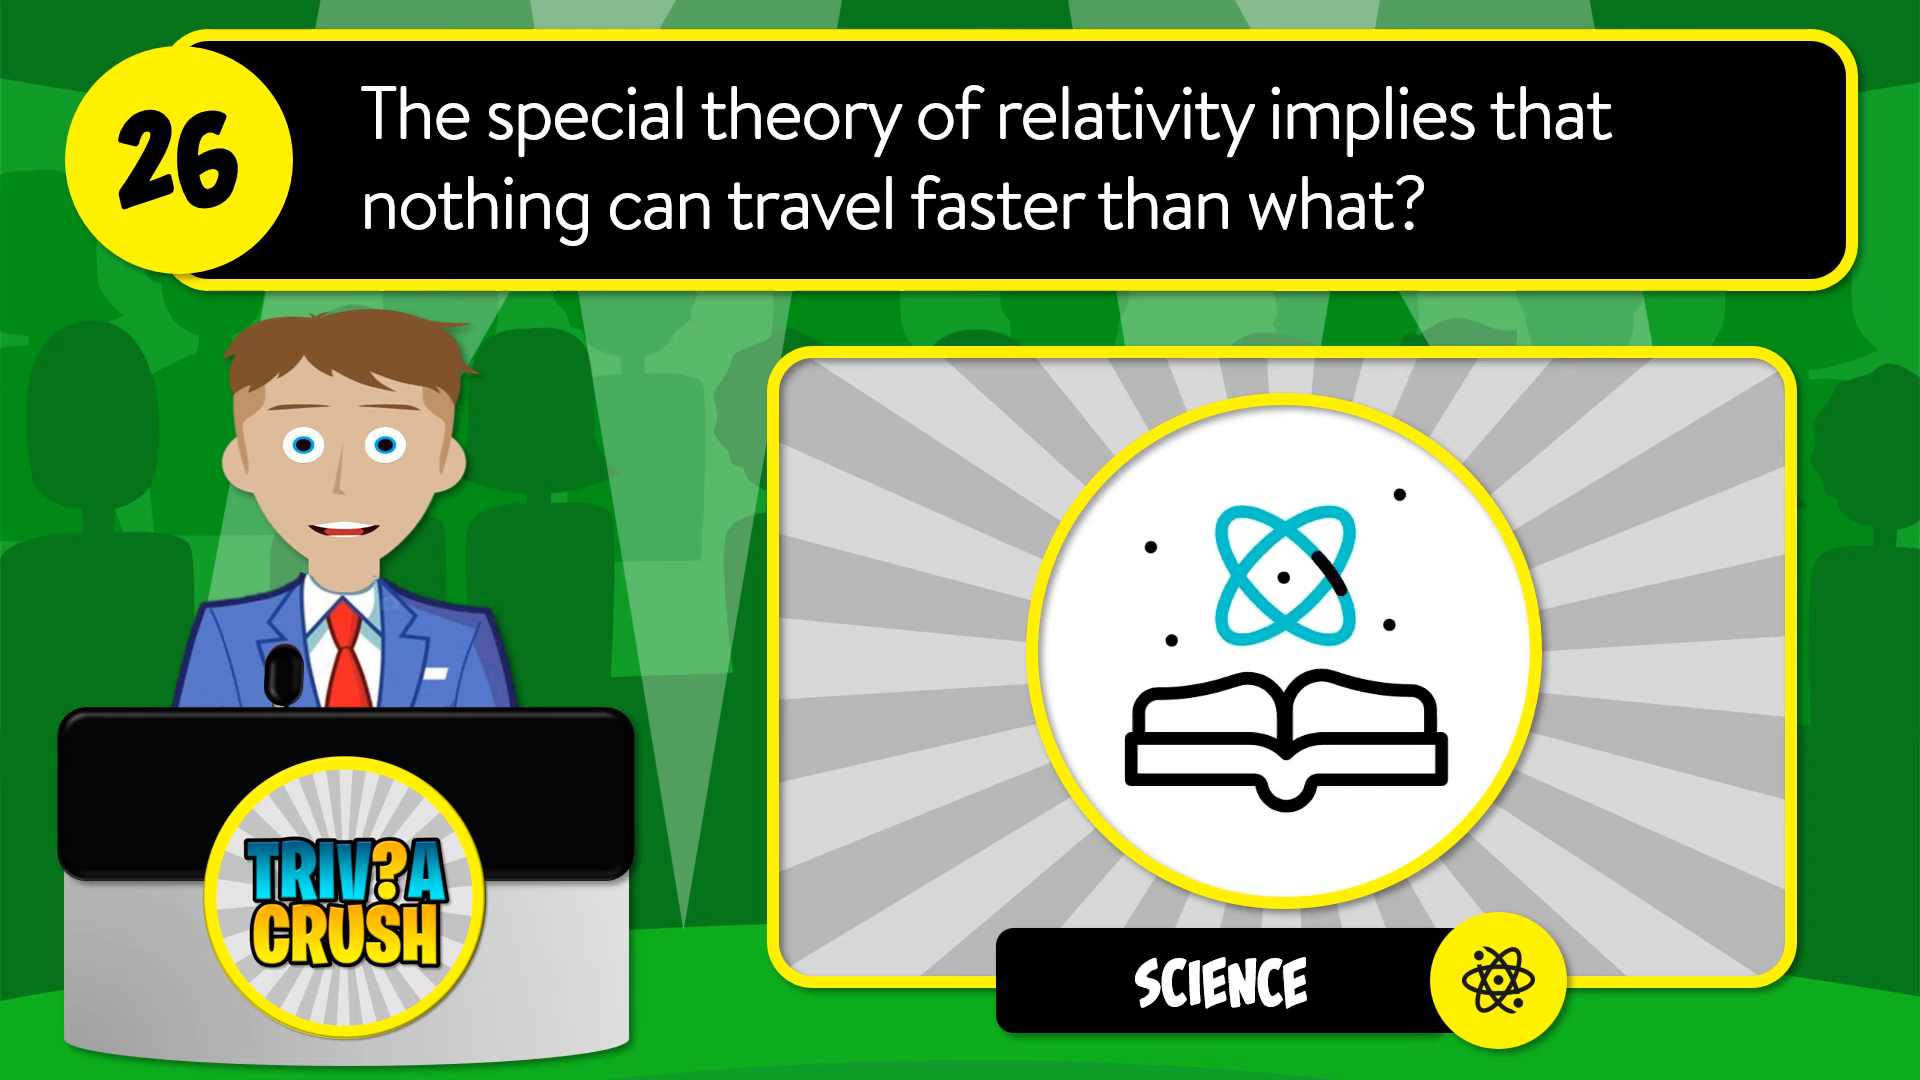 26
The special theory of relativity implies that
nothing can travel faster than what?
TRIV?A
CRUSH
SCIENCE